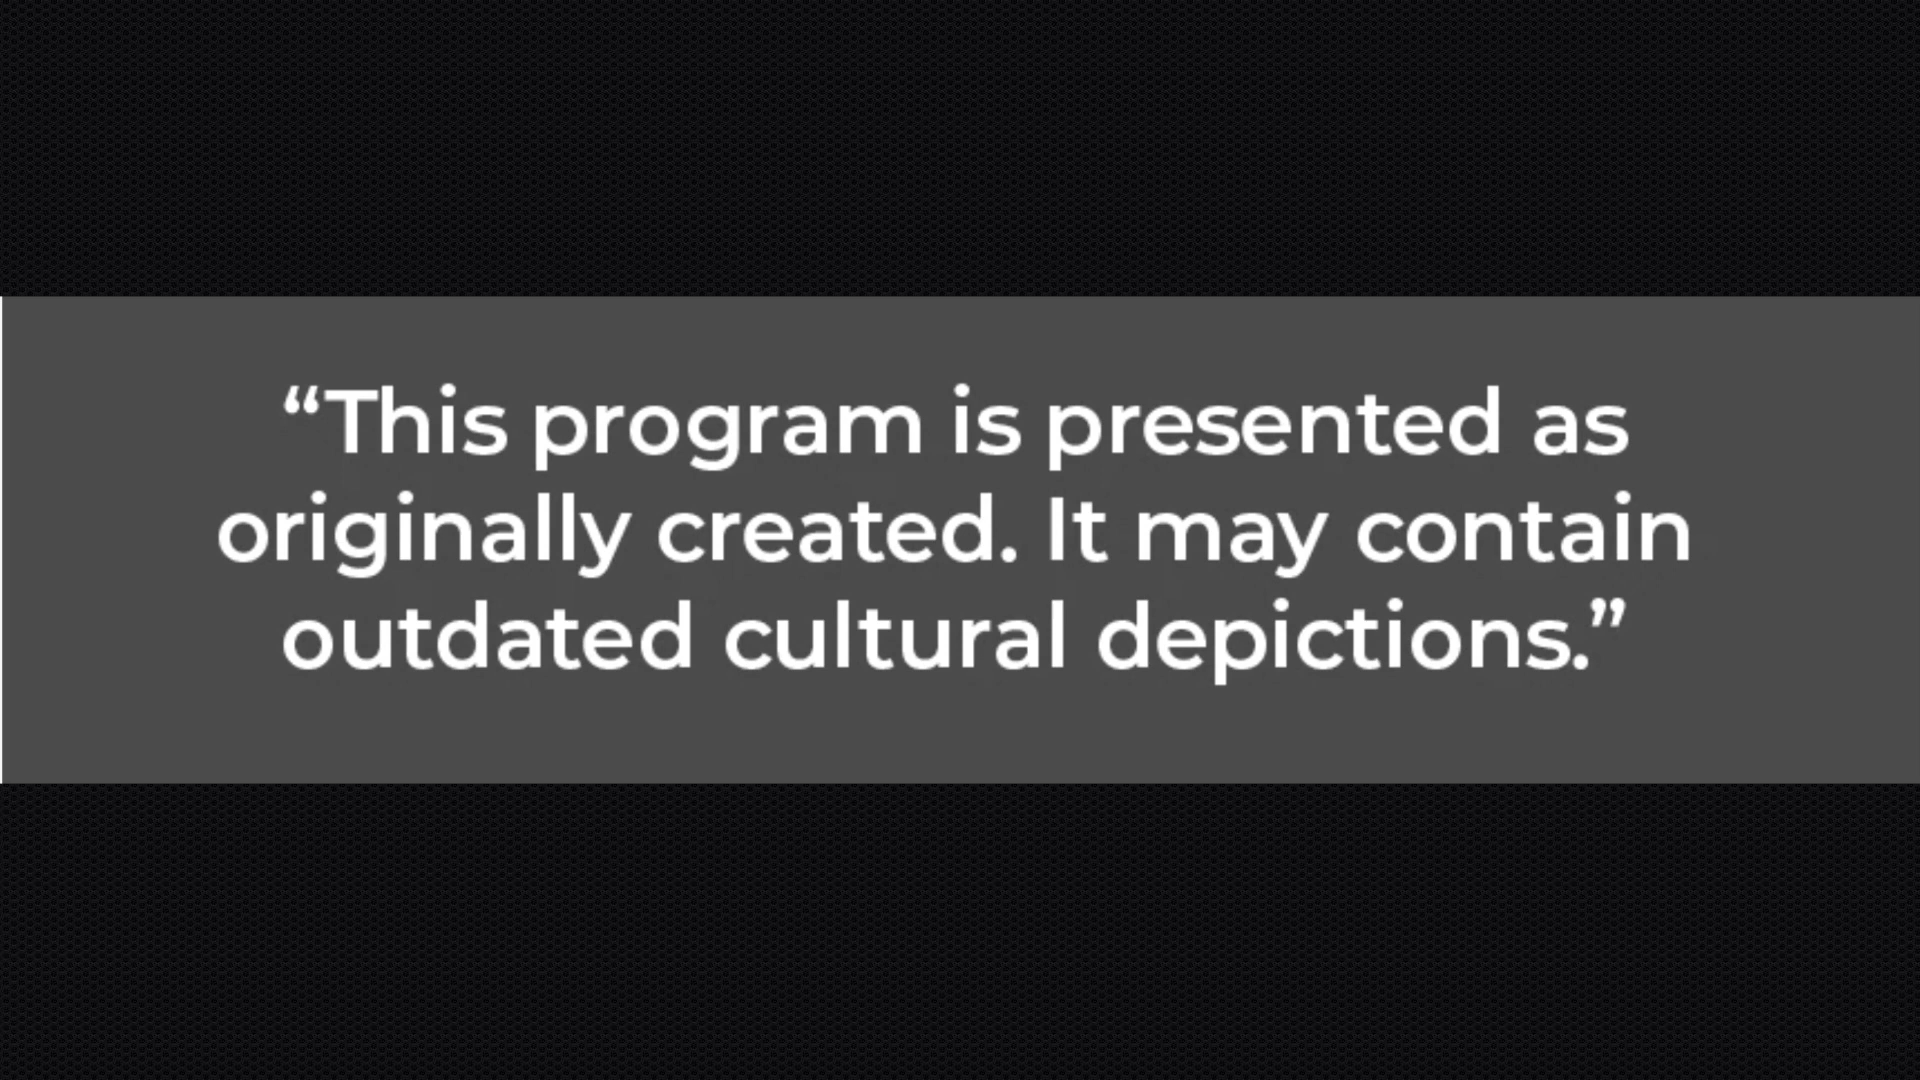 “This program is presented as
originally created. It may contain
outdated cultural depictions.”